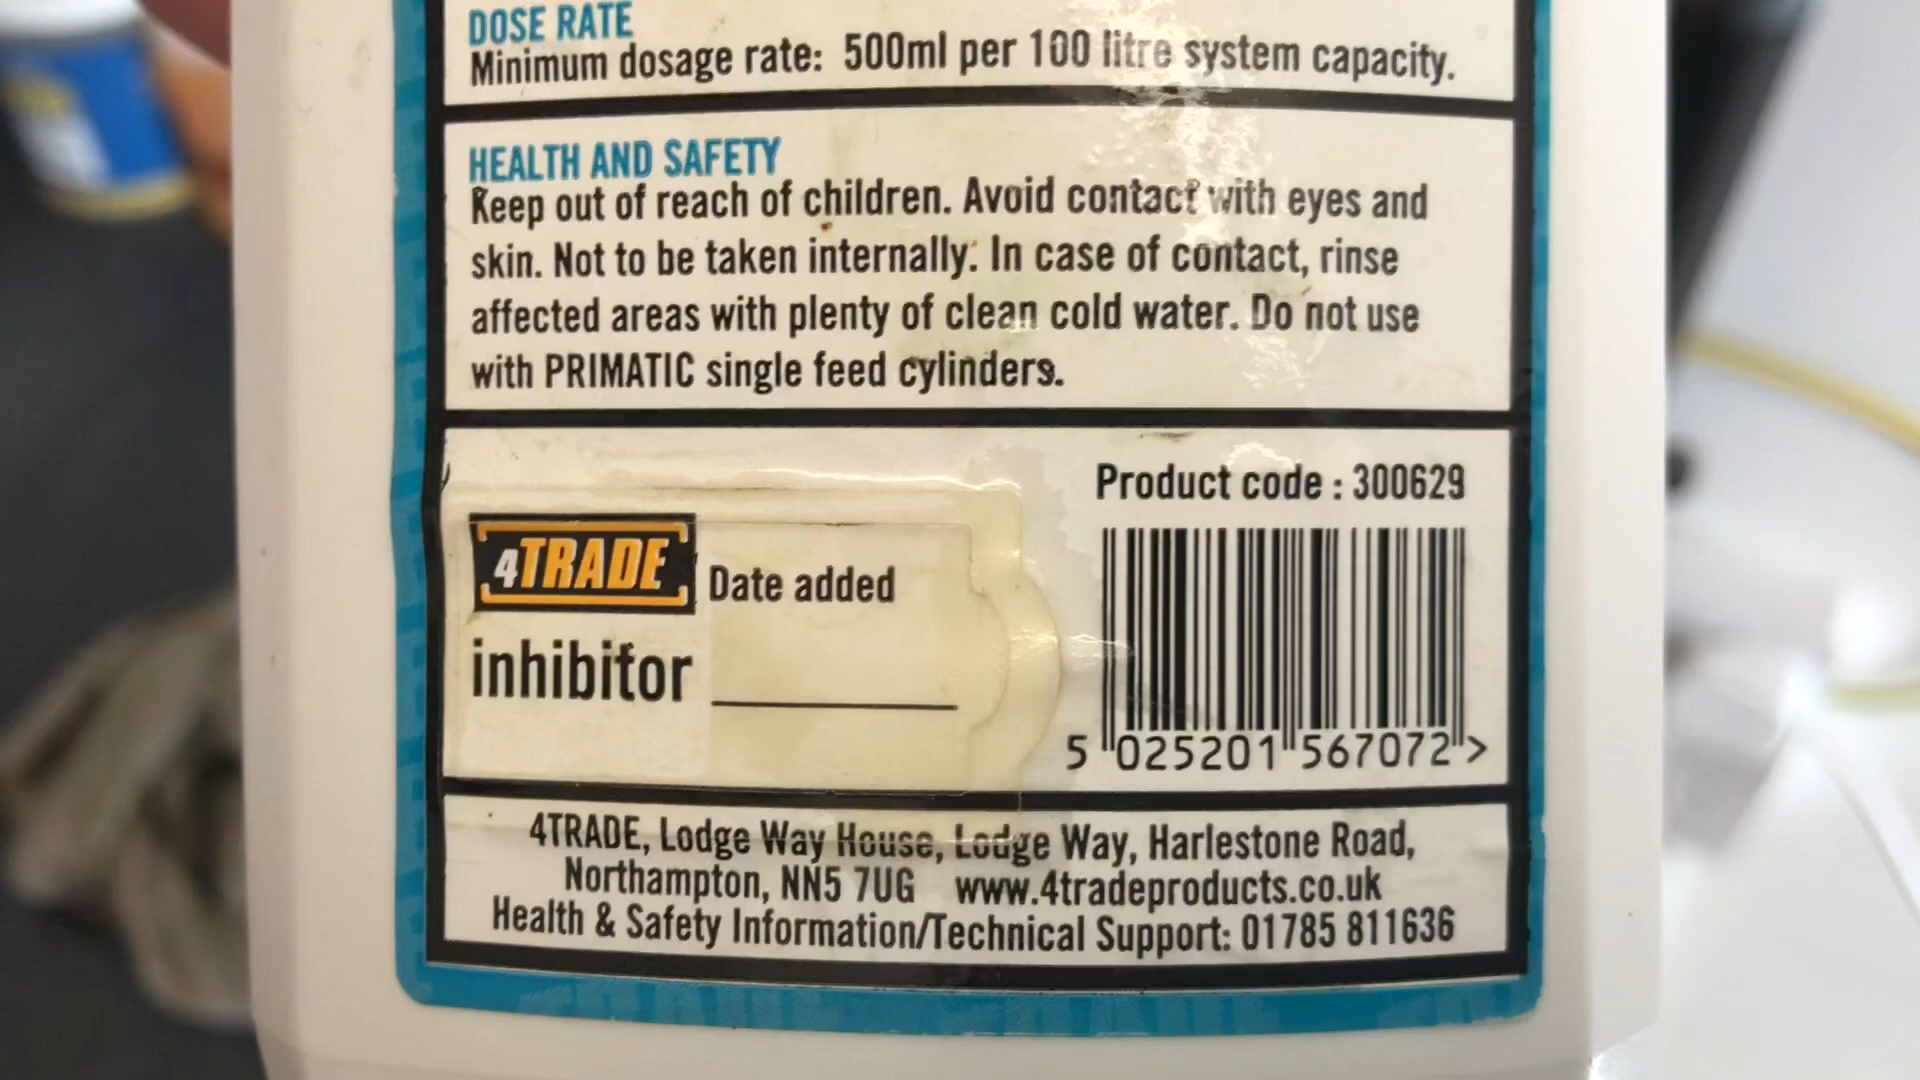 DOSE RATE
Minimum dosage rate: 500ml per 100 litre system capacity.
HEALTH AND SAFETY
Keep out of reach of children. Avoid contact with eyes and
skin. Not to be taken internally. In case of contact, rinse
affected areas with plenty of clean cold water. Do not use
with PRIMATIC single feed cylinders.
4TRADE
Date added
inhibitor
Product code : 300629
5 025201 567072 >
4TRADE, Lodge Way House, Lodge Way, Harlestone Road,
Northampton, NN5 7UG www.4tradeproducts.co.uk
Health & Safety Information/Technical Support: 01785 811636